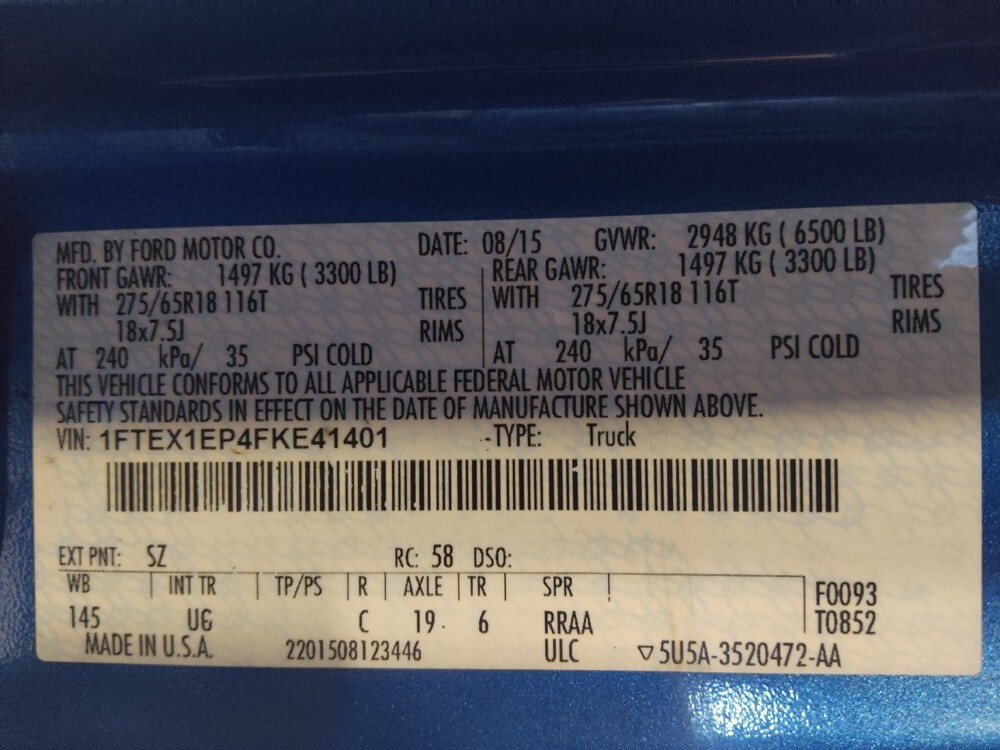 MFD. BY FORD MOTOR CO. DATE: 08/15 GVWR: 2948 KG ( 6500 LB)
FRONT GAWR: 1497 KG ( 3300 LB) REAR GAWR: 1497 KG ( 3300 LB)
WITH 275/65R18 116T TIRES WITH 275/65R18 116T TIRES
18x7.5J RIMS 18x7.5J RIMS
AT 240 kPa/ 35 PSI COLD AT 240 kPa/ 35 PSI COLD
THIS VEHICLE CONFORMS TO ALL APPLICABLE FEDERAL MOTOR VEHICLE
SAFETY STANDARDS IN EFFECT ON THE DATE OF MANUFACTURE SHOWN ABOVE.
VIN: 1FTEX1EP4FKE41401 TYPE: Truck
EXT PNT: SZ RC: 58 DSO:
WB INT TR TP/PS R AXLE TR SPR F0093
145 UG C 19 6 RRAA T0852
MADE IN U.S.A. 2201508123446 ULC ▽5U5A-3520472-AA